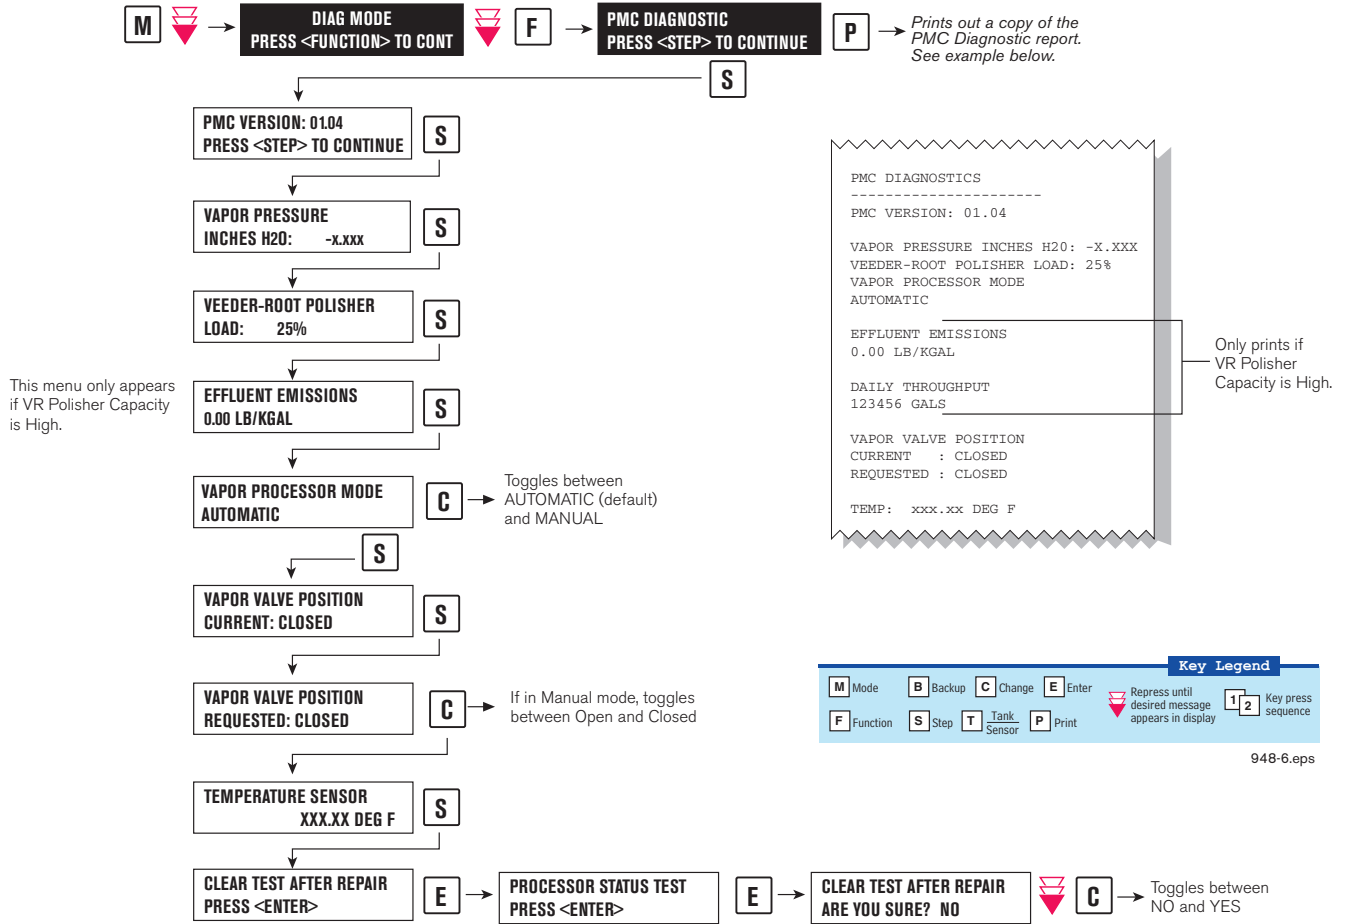 M
DIAG MODE
PRESS <FUNCTION> TO CONT
F
PMC DIAGNOSTIC
PRESS <STEP> TO CONTINUE
P
Prints out a copy of the
PMC Diagnostic report.
See example below.
S
PMC VERSION: 01.04
PRESS <STEP> TO CONTINUE
S
VAPOR PRESSURE
INCHES H20: -X.XXX
S
VEEDER-ROOT POLISHER
LOAD: 25%
S
This menu only appears
if VR Polisher Capacity
is High.
EFFLUENT EMISSIONS
0.00 LB/KGAL
S
VAPOR PROCESSOR MODE
AUTOMATIC
C
Toggles between
AUTOMATIC (default)
and MANUAL
S
VAPOR VALVE POSITION
CURRENT: CLOSED
S
VAPOR VALVE POSITION
REQUESTED: CLOSED
C
If in Manual mode, toggles
between Open and Closed
TEMPERATURE SENSOR
XXX.XX DEG F
S
CLEAR TEST AFTER REPAIR
PRESS <ENTER>
E
PROCESSOR STATUS TEST
PRESS <ENTER>
E
CLEAR TEST AFTER REPAIR
ARE YOU SURE? NO
C
Toggles between
NO and YES
PMC DIAGNOSTICS
----------------------
PMC VERSION: 01.04
VAPOR PRESSURE INCHES H20: -X.XXX
VEEDER-ROOT POLISHER LOAD: 25%
VAPOR PROCESSOR MODE
AUTOMATIC
EFFLUENT EMISSIONS
0.00 LB/KGAL
DAILY THROUGHPUT
123456 GALS
VAPOR VALVE POSITION
CURRENT : CLOSED
REQUESTED : CLOSED
TEMP: xxx.xx DEG F
Only prints if
VR Polisher
Capacity is High.
Key Legend
M Mode
B Backup
C Change
E Enter
F Function
S Step
T Tank
Sensor
P Print
Repress until
desired message
appears in display
1 2
Key press
sequence
948-6.eps